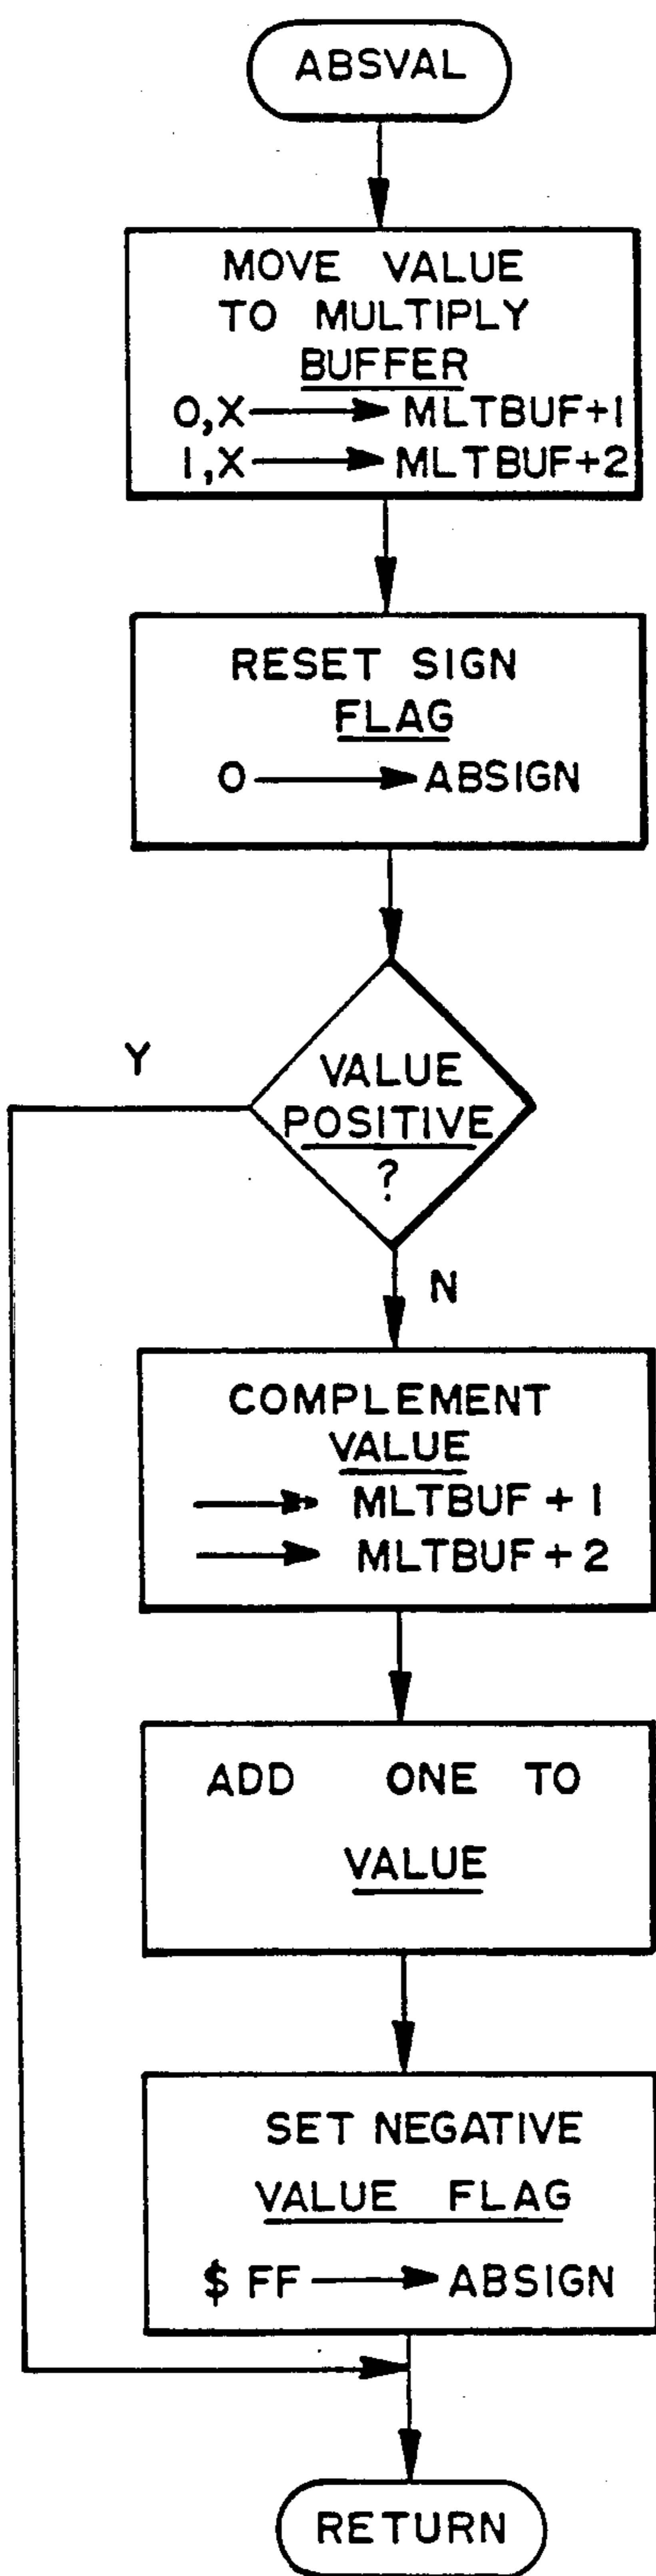 ABSVAL
MOVE VALUE
TO MULTIPLY
BUFFER
0,X → MLTBUF+1
1,X → MLTBUF+2
RESET SIGN
FLAG
0 → ABSIGN
Y
VALUE
POSITIVE
?
N
COMPLEMENT
VALUE
→ MLTBUF + 1
→ MLTBUF + 2
ADD ONE TO
VALUE
SET NEGATIVE
VALUE FLAG
$ FF → ABSIGN
RETURN